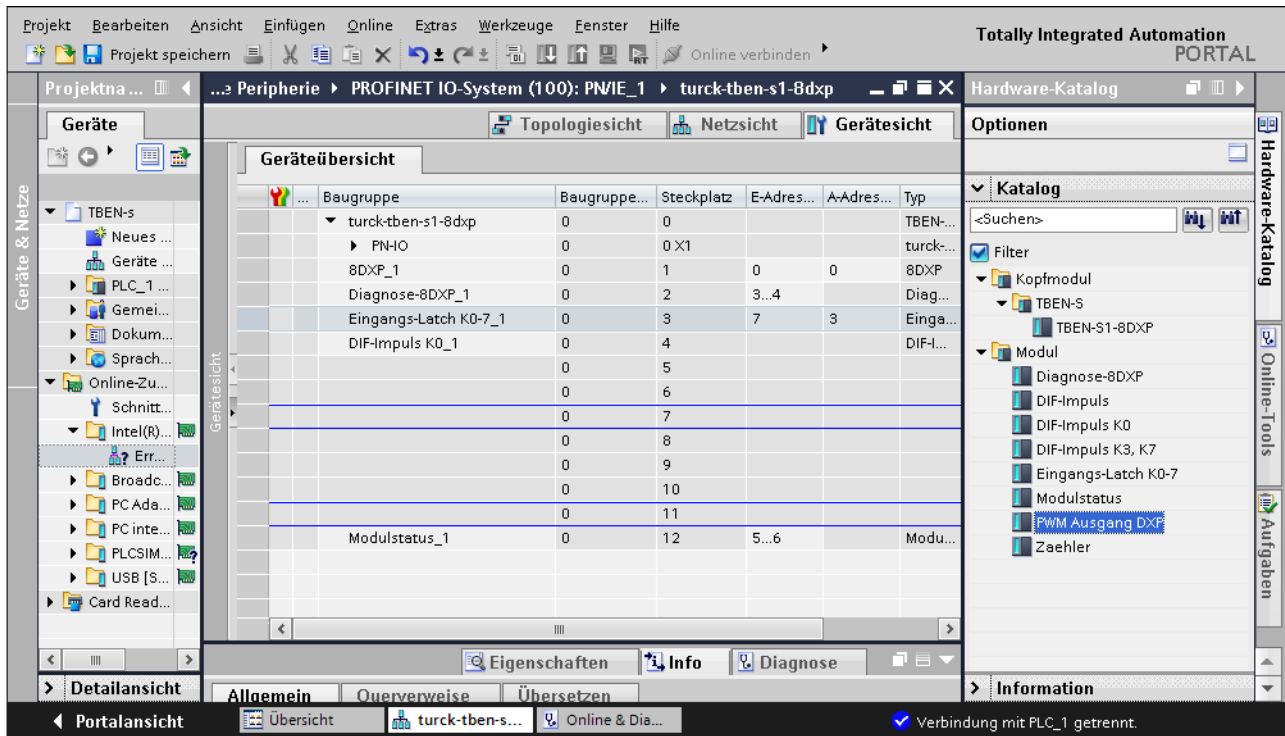 Projekt Bearbeiten Ansicht Einfügen Online Extras Werkzeuge Fenster Hilfe
Totally Integrated Automation
PORTAL
Projekt speichern Online verbinden
Projektna...
...e Peripherie PROFINET IO-System (100): PN/IE_1 turck-tben-s1-8dxp
Hardware-Katalog
Geräte
Topologiesicht Netzsicht Gerätesicht
Optionen
Geräteübersicht
... Baugruppe Baugruppe... Steckplatz E-Adres... A-Adres... Typ
turck-tben-s1-8dxp 0 0 TBEN-...
PN-IO 0 0 X1 turck-...
8DXP_1 0 1 0 0 8DXP
Diagnose-8DXP_1 0 2 3...4 Diag...
Eingangs-Latch K0-7_1 0 3 7 3 Einga...
DIF-Impuls K0_1 0 4 DIF-I...
0 5
0 6
0 7
0 8
0 9
0 10
0 11
Modulstatus_1 0 12 5...6 Modu...
TBEN-s
Neues ...
Geräte ...
PLC_1 ...
Gemei...
Dokum...
Sprach...
Online-Zu...
Schnitt...
Intel(R)...
Err...
Broadc...
PC Ada...
PC inte...
PLCSIM...
USB [S...
Card Read...
Geräte & Netze
Gerätesicht
Katalog
<Suchen>
Filter
Kopfmodul
TBEN-S
TBEN-S1-8DXP
Modul
Diagnose-8DXP
DIF-Impuls
DIF-Impuls K0
DIF-Impuls K3, K7
Eingangs-Latch K0-7
Modulstatus
PWM Ausgang DXP
Zaehler
Hardware-Katalog
Online-Tools
Aufgaben
Eigenschaften Info Diagnose
Detailansicht
Allgemein Querverweise Übersetzen
Information
Portalansicht
Übersicht
turck-tben-s...
Online & Dia...
Verbindung mit PLC_1 getrennt.